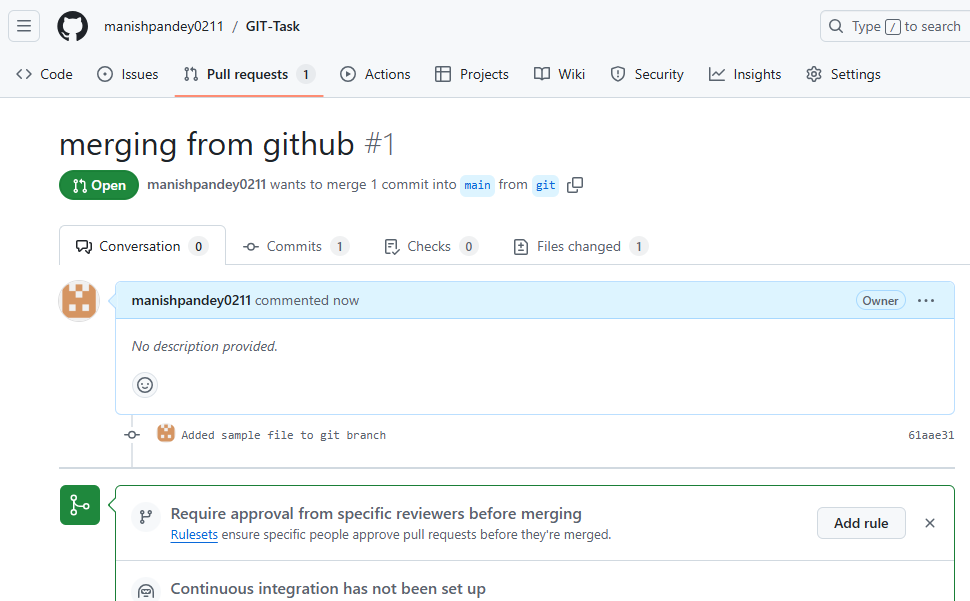 manishpandey0211 / GIT-Task
Type / to search
Code Issues Pull requests 1 Actions Projects Wiki Security Insights Settings
merging from github #1
Open manishpandey0211 wants to merge 1 commit into main from git
Conversation 0 Commits 1 Checks 0 Files changed 1
manishpandey0211 commented now Owner ...
No description provided.
Added sample file to git branch 61aae31
Require approval from specific reviewers before merging
Rulesets ensure specific people approve pull requests before they're merged.
Add rule
Continuous integration has not been set up